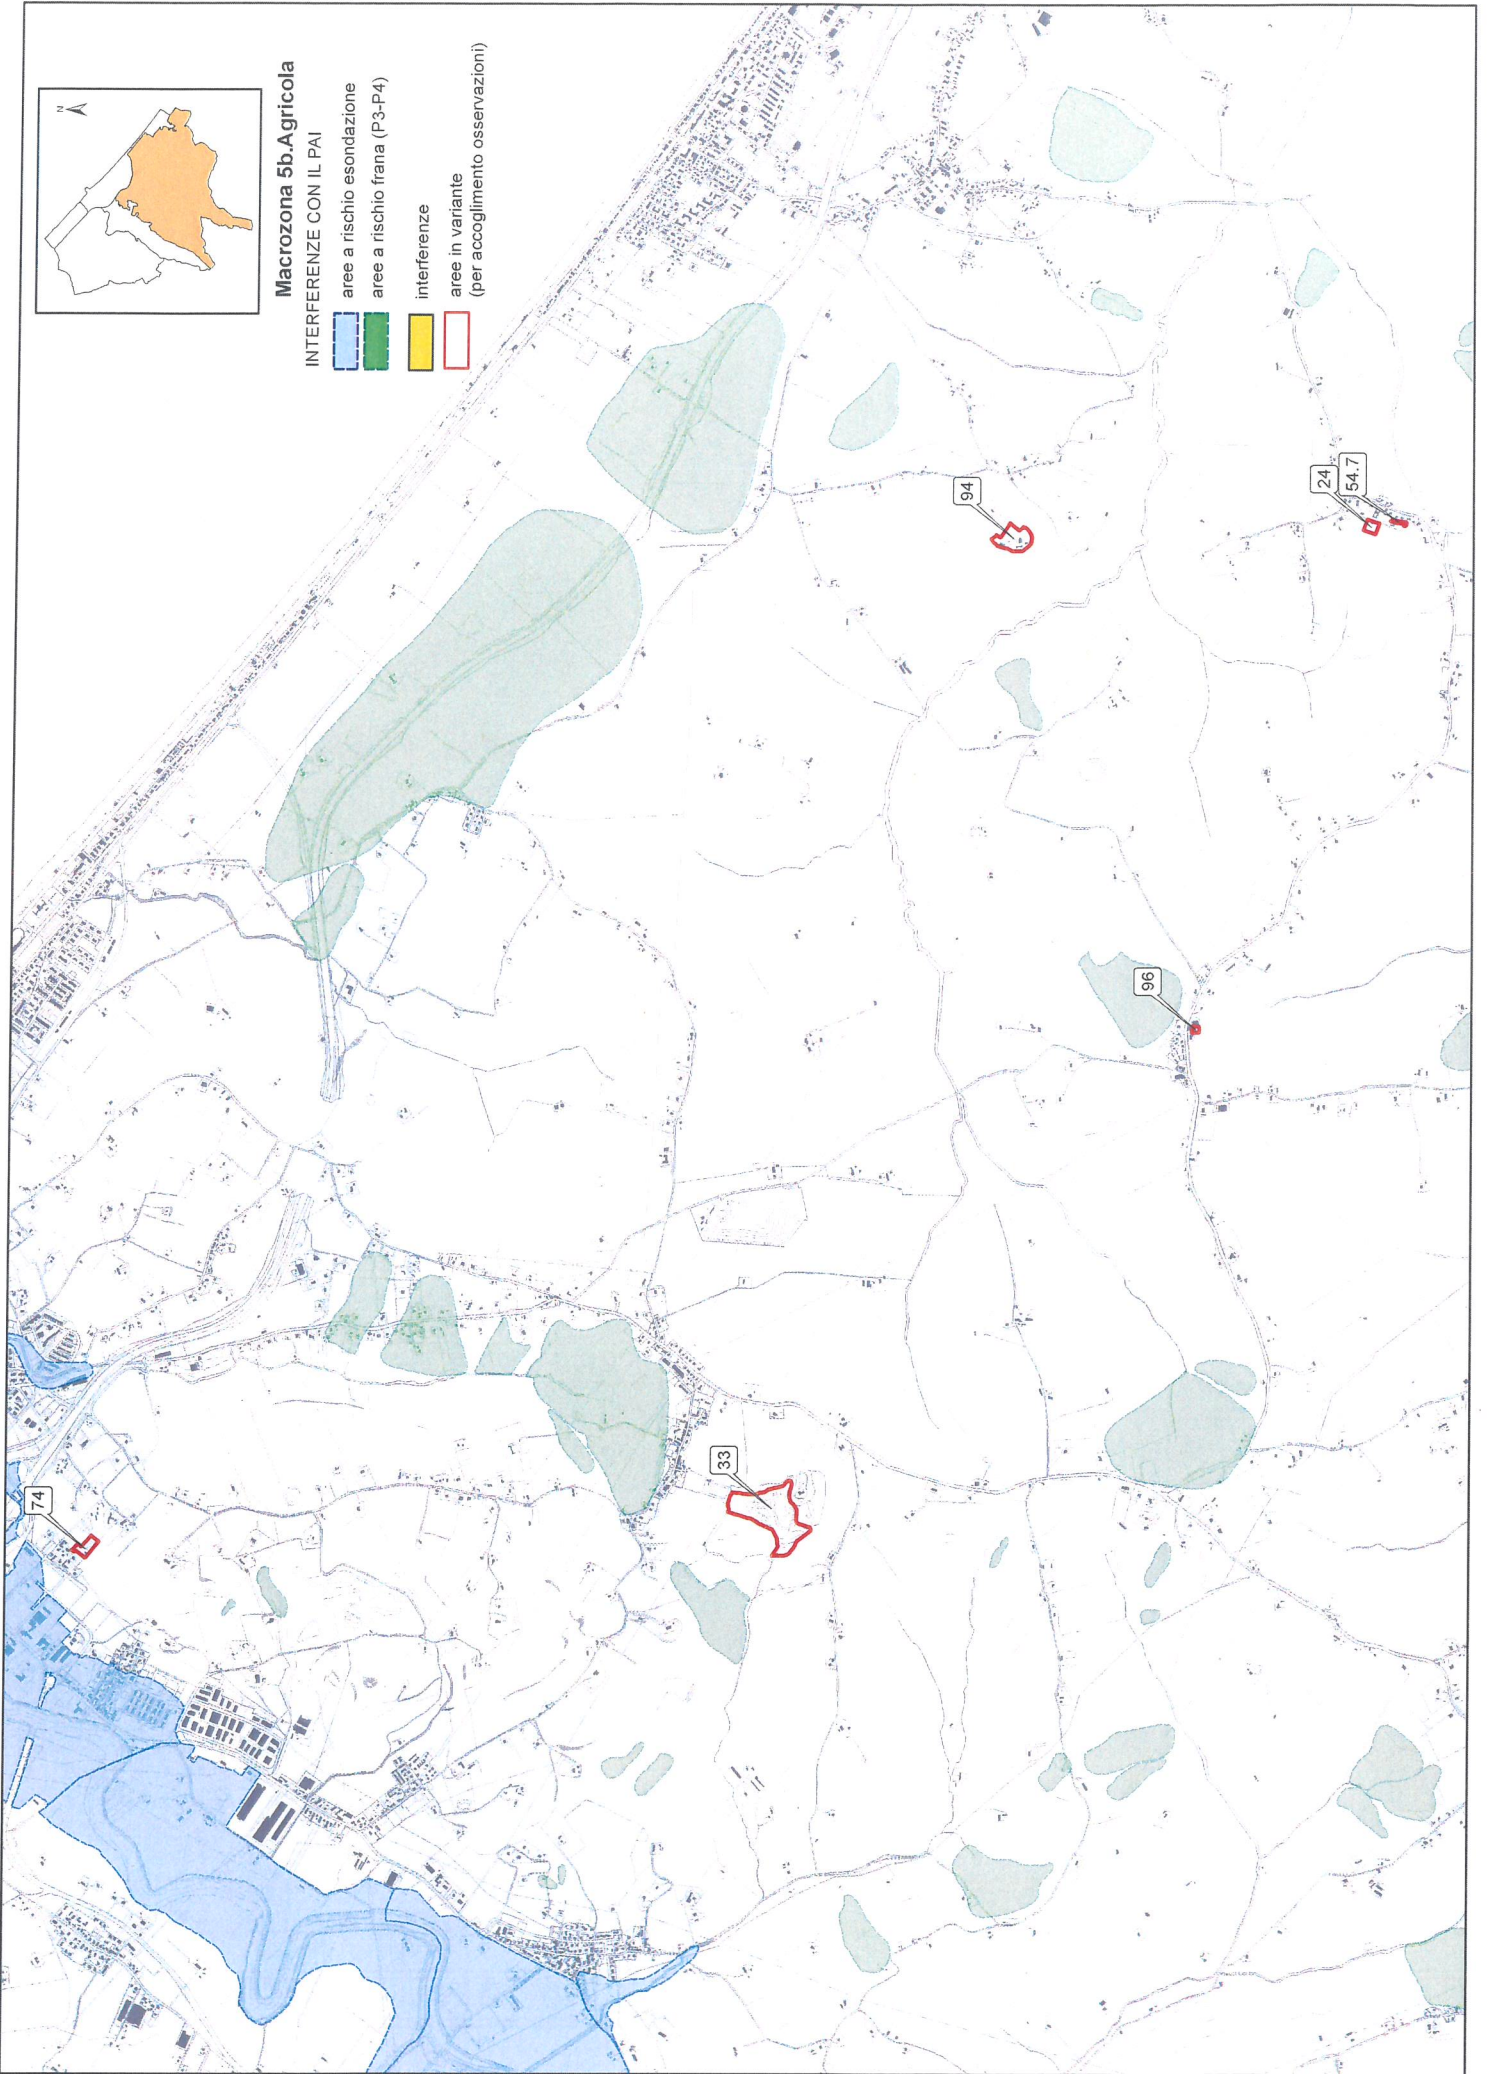 N
Macrozona 5b.Agricola
INTERFERENZE CON IL PAI
aree a rischio esondazione
aree a rischio frana (P3-P4)
interferenze
aree in variante
(per accoglimento osservazioni)
74
33
96
94
24
54.7